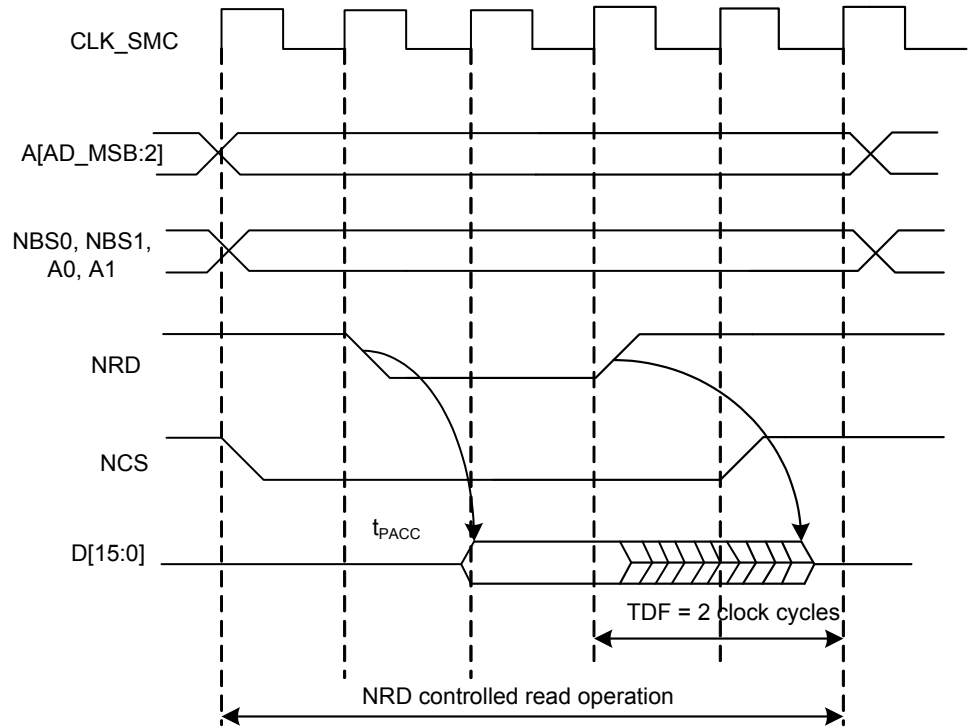 CLK_SMC
A[AD_MSB:2]
NBS0, NBS1,
A0, A1
NRD
NCS
tPACC
D[15:0]
TDF = 2 clock cycles
NRD controlled read operation